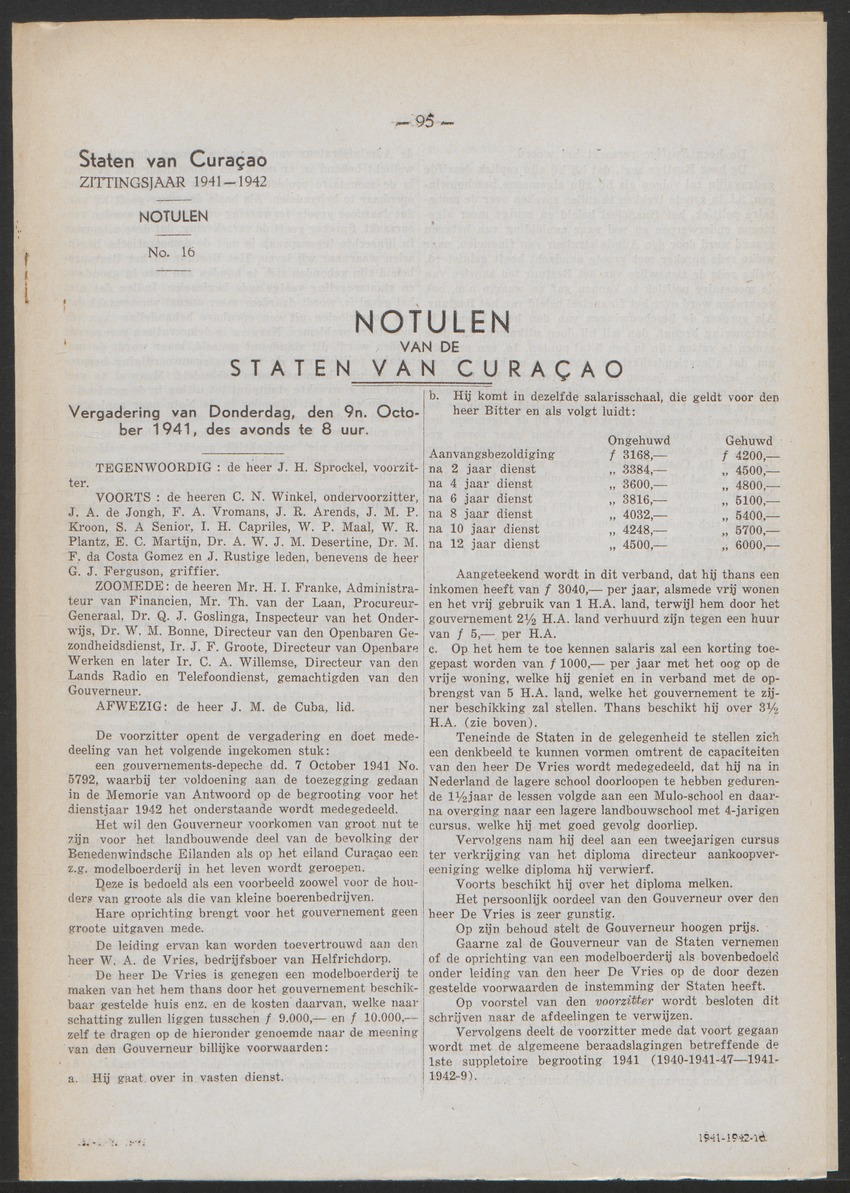 — 95 —
Staten van Curaçao
ZITTINGSJAAR 1941—1942
NOTULEN
No. 16
NOTULEN
VAN DE
STATEN VAN CURAÇAO
Vergadering van Donderdag, den 9n. Octo-
ber 1941, des avonds te 8 uur.
TEGENWOORDIG : de heer J. H. Sprockel, voorzit-
ter.
VOORTS : de heeren C. N. Winkel, ondervoorzitter,
J. A. de Jongh, F. A. Vromans, J. R. Arends, J. M. P.
Kroon, S. A Senior, I. H. Capriles, W. P. Maal, W. R.
Plantz, E. C. Martijn, Dr. A. W. J. M. Desertine, Dr. M.
F. da Costa Gomez en J. Rustige leden, benevens de heer
G. J. Ferguson, griffier.
ZOOMEDE: de heeren Mr. H. I. Franke, Administra-
teur van Financien, Mr. Th. van der Laan, Procureur-
Generaal, Dr. Q. J. Goslinga, Inspecteur van het Onder-
wijs, Dr. W. M. Bonne, Directeur van den Openbaren Ge-
zondheidsdienst, Ir. J. F. Groote, Directeur van Openbare
Werken en later Ir. C. A. Willemse, Directeur van den
Lands Radio en Telefoondienst, gemachtigden van den
Gouverneur.
AFWEZIG: de heer J. M. de Cuba, lid.
De voorzitter opent de vergadering en doet mede-
deeling van het volgende ingekomen stuk:
een gouvernements-depeche dd. 7 October 1941 No.
5792, waarbij ter voldoening aan de toezegging gedaan
in de Memorie van Antwoord op de begrooting voor het
dienstjaar 1942 het onderstaande wordt medegedeeld.
Het wil den Gouverneur voorkomen van groot nut te
zijn voor het landbouwende deel van de bevolking der
Benedenwindsche Eilanden als op het eiland Curaçao een
z.g. modelboerderij in het leven wordt geroepen.
Deze is bedoeld als een voorbeeld zoowel voor de hou-
ders van groote als die van kleine boerenbedrijven.
Hare oprichting brengt voor het gouvernement geen
groote uitgaven mede.
De leiding ervan kan worden toevertrouwd aan den
heer W. A. de Vries, bedrijfsboer van Helfrichdorp.
De heer De Vries is genegen een modelboerderij te
maken van het hem thans door het gouvernement beschik-
baar gestelde huis enz. en de kosten daarvan, welke naar
schatting zullen liggen tusschen f 9.000,— en f 10.000,—
zelf te dragen op de hieronder genoemde naar de meening
van den Gouverneur billijke voorwaarden:
a. Hij gaat over in vasten dienst.
b. Hij komt in dezelfde salarisschaal, die geldt voor den
heer Bitter en als volgt luidt:
Ongehuwd Gehuwd
Aanvangsbezoldiging f 3168,— f 4200,—
na 2 jaar dienst „ 3384,— „ 4500,—
na 4 jaar dienst „ 3600,— „ 4800,—
na 6 jaar dienst „ 3816,— „ 5100,—
na 8 jaar dienst „ 4032,— „ 5400,—
na 10 jaar dienst „ 4248,— „ 5700,—
na 12 jaar dienst „ 4500,— „ 6000,—
Aangeteekend wordt in dit verband, dat hij thans een
inkomen heeft van f 3040,— per jaar, alsmede vrij wonen
en het vrij gebruik van 1 H.A. land, terwijl hem door het
gouvernement 2½ H.A. land verhuurd zijn tegen een huur
van f 5,— per H.A.
c. Op het hem te toe kennen salaris zal een korting toe-
gepast worden van f 1000,— per jaar met het oog op de
vrije woning, welke hij geniet en in verband met de op-
brengst van 5 H.A. land, welke het gouvernement te zij-
ner beschikking zal stellen. Thans beschikt hij over 3½
H.A. (zie boven).
Teneinde de Staten in de gelegenheid te stellen zich
een denkbeeld te kunnen vormen omtrent de capaciteiten
van den heer De Vries wordt medegedeeld, dat hij na in
Nederland de lagere school doorloopen te hebben geduren-
de 1½jaar de lessen volgde aan een Mulo-school en daar-
na overging naar een lagere landbouwschool met 4-jarigen
cursus, welke hij met goed gevolg doorliep.
Vervolgens nam hij deel aan een tweejarigen cursus
ter verkrijging van het diploma directeur aankoopver-
eeniging welke diploma hij verwierf.
Voorts beschikt hij over het diploma melken.
Het persoonlijk oordeel van den Gouverneur over den
heer De Vries is zeer gunstig.
Op zijn behoud stelt de Gouverneur hoogen prijs.
Gaarne zal de Gouverneur van de Staten vernemen
of de oprichting van een modelboerderij als bovenbedoeld
onder leiding van den heer De Vries op de door dezen
gestelde voorwaarden de instemming der Staten heeft.
Op voorstel van den voorzitter wordt besloten dit
schrijven naar de afdeelingen te verwijzen.
Vervolgens deelt de voorzitter mede dat voort gegaan
wordt met de algemeene beraadslagingen betreffende de
1ste suppletoire begrooting 1941 (1940-1941-47—1941-
1942-9).
1941-1942-1d.